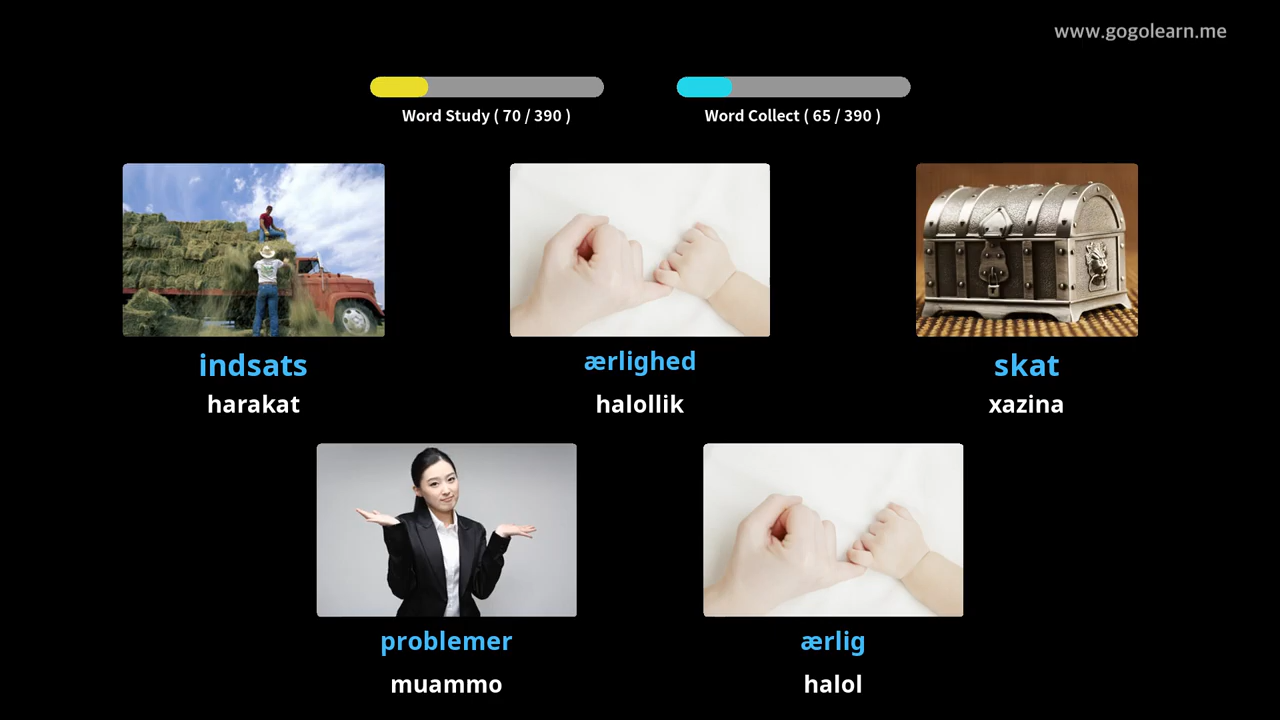 www.gogolearn.me
Word Study ( 70 / 390 )
Word Collect ( 65 / 390 )
indsats
harakat
ærlighed
halollik
skat
xazina
problemer
muammo
ærlig
halol